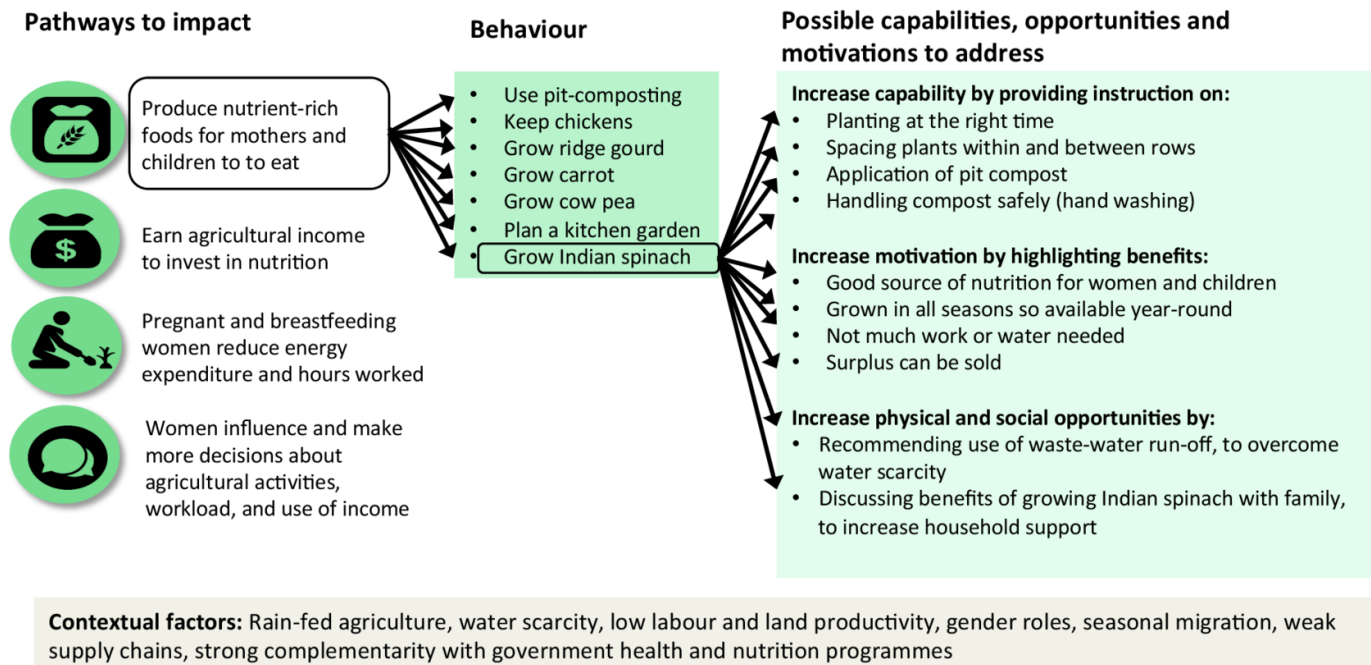 Pathways to impact
Produce nutrient-rich
foods for mothers and
children to to eat
$
Earn agricultural income
to invest in nutrition
Pregnant and breastfeeding
women reduce energy
expenditure and hours worked
Women influence and make
more decisions about
agricultural activities,
workload, and use of income
Behaviour
• Use pit-composting
• Keep chickens
• Grow ridge gourd
• Grow carrot
• Grow cow pea
• Plan a kitchen garden
• Grow Indian spinach
Possible capabilities, opportunities and
motivations to address
Increase capability by providing instruction on:
• Planting at the right time
• Spacing plants within and between rows
• Application of pit compost
• Handling compost safely (hand washing)
Increase motivation by highlighting benefits:
• Good source of nutrition for women and children
• Grown in all seasons so available year-round
• Not much work or water needed
• Surplus can be sold
Increase physical and social opportunities by:
• Recommending use of waste-water run-off, to overcome
water scarcity
• Discussing benefits of growing Indian spinach with family,
to increase household support
Contextual factors: Rain-fed agriculture, water scarcity, low labour and land productivity, gender roles, seasonal migration, weak
supply chains, strong complementarity with government health and nutrition programmes